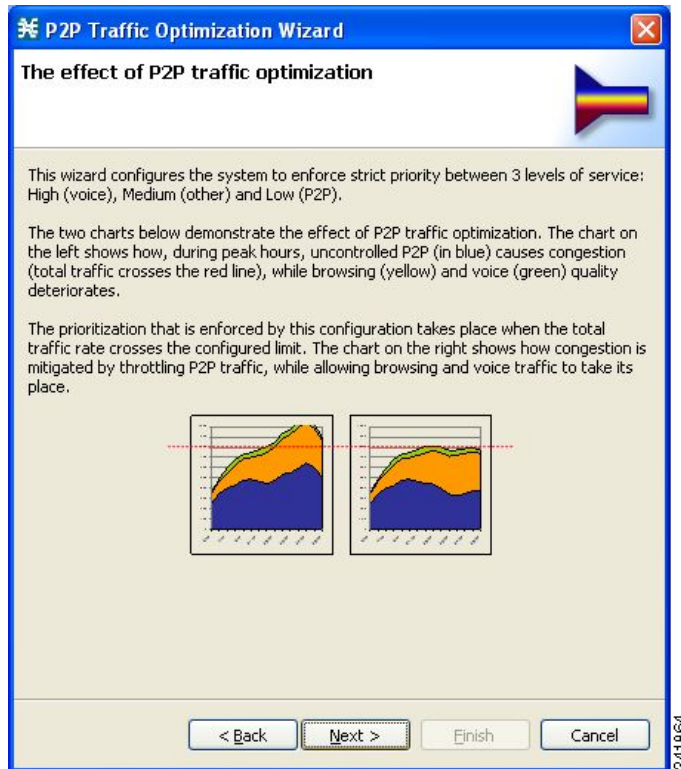 P2P Traffic Optimization Wizard
The effect of P2P traffic optimization
This wizard configures the system to enforce strict priority between 3 levels of service:
High (voice), Medium (other) and Low (P2P).
The two charts below demonstrate the effect of P2P traffic optimization. The chart on
the left shows how, during peak hours, uncontrolled P2P (in blue) causes congestion
(total traffic crosses the red line), while browsing (yellow) and voice (green) quality
deteriorates.
The prioritization that is enforced by this configuration takes place when the total
traffic rate crosses the configured limit. The chart on the right shows how congestion is
mitigated by throttling P2P traffic, while allowing browsing and voice traffic to take its
place.
< Back
Next >
Finish
Cancel
241964